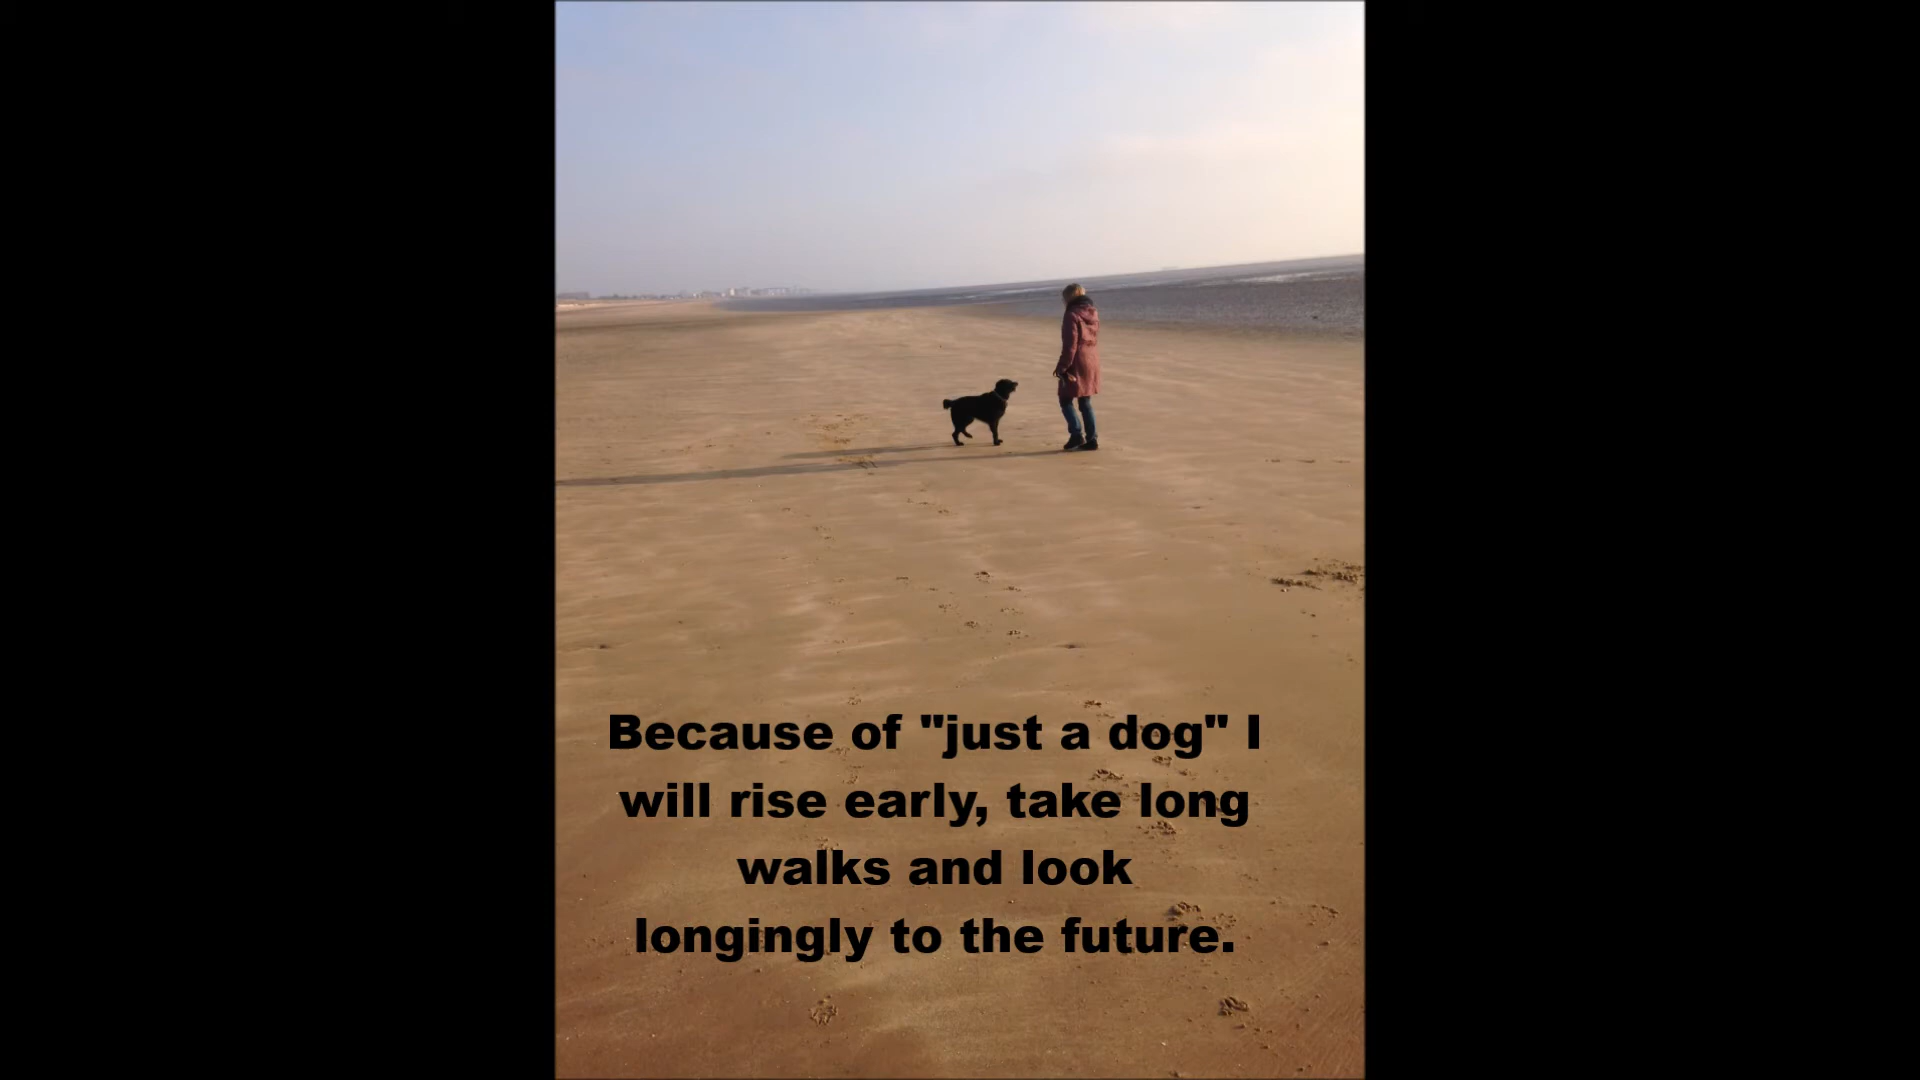 Because of "just a dog" I
will rise early, take long
walks and look
longingly to the future.